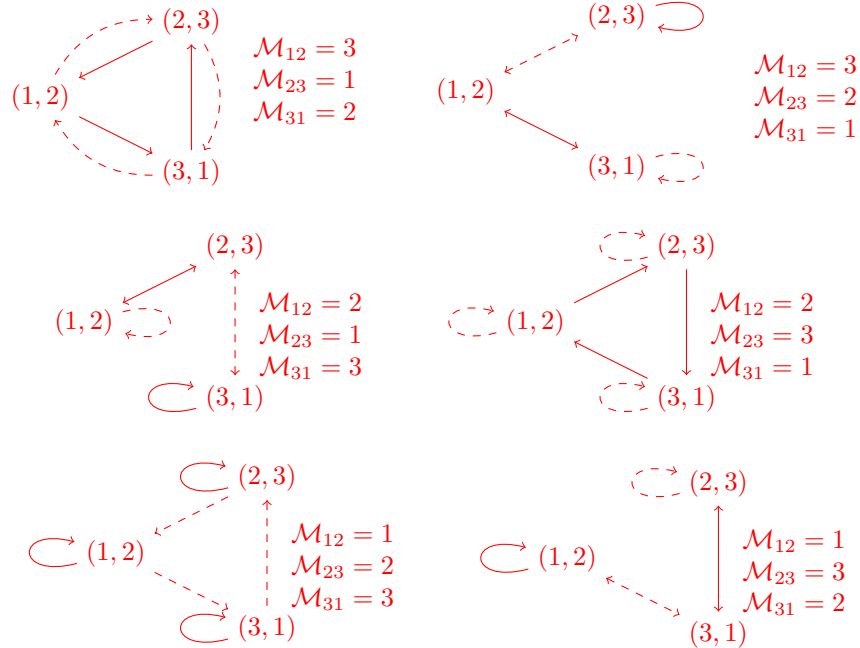 (2, 3)
(1, 2)
(3, 1)
M₁₂ = 3
M₂₃ = 1
M₃₁ = 2
(2, 3)
(1, 2)
(3, 1)
M₁₂ = 3
M₂₃ = 2
M₃₁ = 1
(2, 3)
(1, 2)
(3, 1)
M₁₂ = 2
M₂₃ = 1
M₃₁ = 3
(2, 3)
(1, 2)
(3, 1)
M₁₂ = 2
M₂₃ = 3
M₃₁ = 1
(2, 3)
(1, 2)
(3, 1)
M₁₂ = 1
M₂₃ = 2
M₃₁ = 3
(2, 3)
(1, 2)
(3, 1)
M₁₂ = 1
M₂₃ = 3
M₃₁ = 2